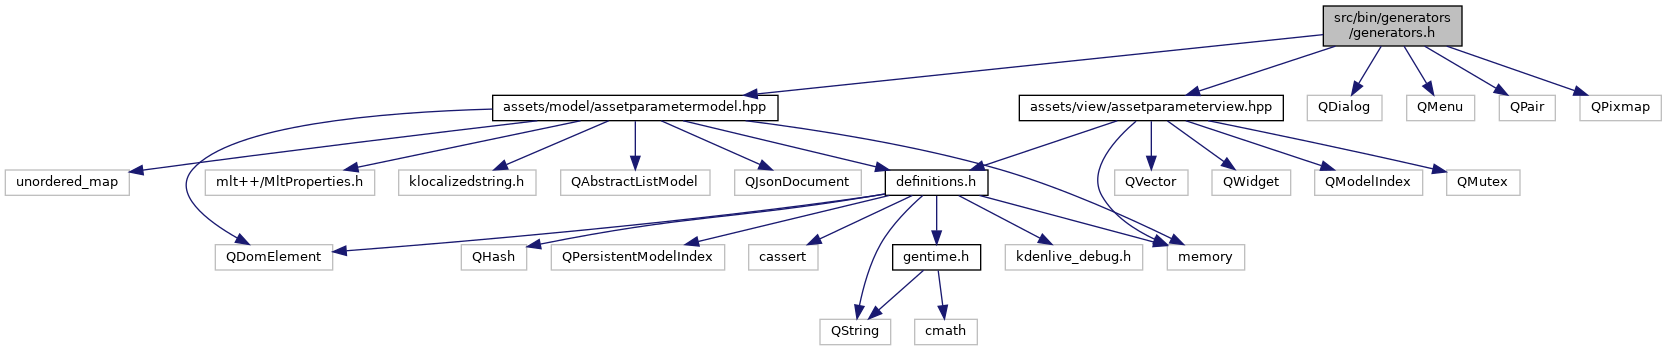 src/bin/generators
/generators.h
assets/model/assetparametermodel.hpp
assets/view/assetparameterview.hpp
QDialog
QMenu
QPair
QPixmap
unordered_map
mlt++/MltProperties.h
klocalizedstring.h
QAbstractListModel
QJsonDocument
definitions.h
QVector
QWidget
QModelIndex
QMutex
QDomElement
QHash
QPersistentModelIndex
cassert
gentime.h
kdenlive_debug.h
memory
QString
cmath